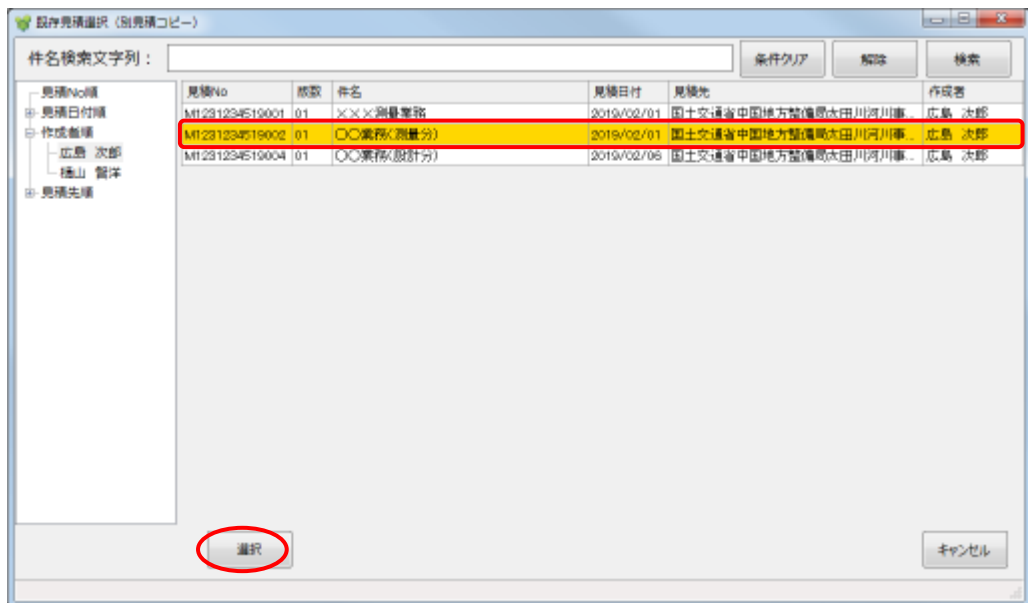 既存見積選択（別見積コピー）
件名検索文字列： 条件クリア 解除 検索
見積No順
見積日付順
作成者順
広島 次郎
樋山 智洋
見積先順
見積No 版数 件名 見積日付 見積先 作成者
M1231234519001 01 ×××測量業務 2019/02/01 国土交通省中国地方整備局太田川河川事... 広島 次郎
M1231234519002 01 〇〇業務(測量分) 2019/02/01 国土交通省中国地方整備局太田川河川事... 広島 次郎
M1231234519004 01 〇〇業務(設計分) 2019/02/06 国土交通省中国地方整備局太田川河川事... 広島 次郎
選択 キャンセル